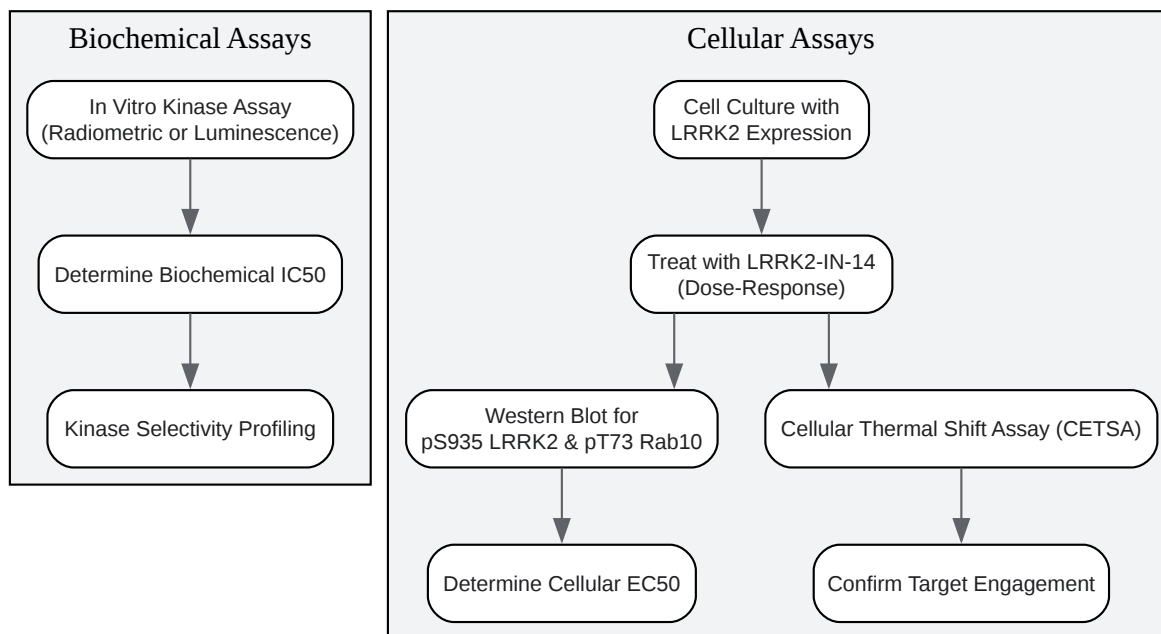 Biochemical Assays
In Vitro Kinase Assay
(Radiometric or Luminescence)
Determine Biochemical IC50
Kinase Selectivity Profiling
Cellular Assays
Cell Culture with
LRRK2 Expression
Treat with LRRK2-IN-14
(Dose-Response)
Western Blot for
pS935 LRRK2 & pT73 Rab10
Cellular Thermal Shift Assay (CETSA)
Determine Cellular EC50
Confirm Target Engagement